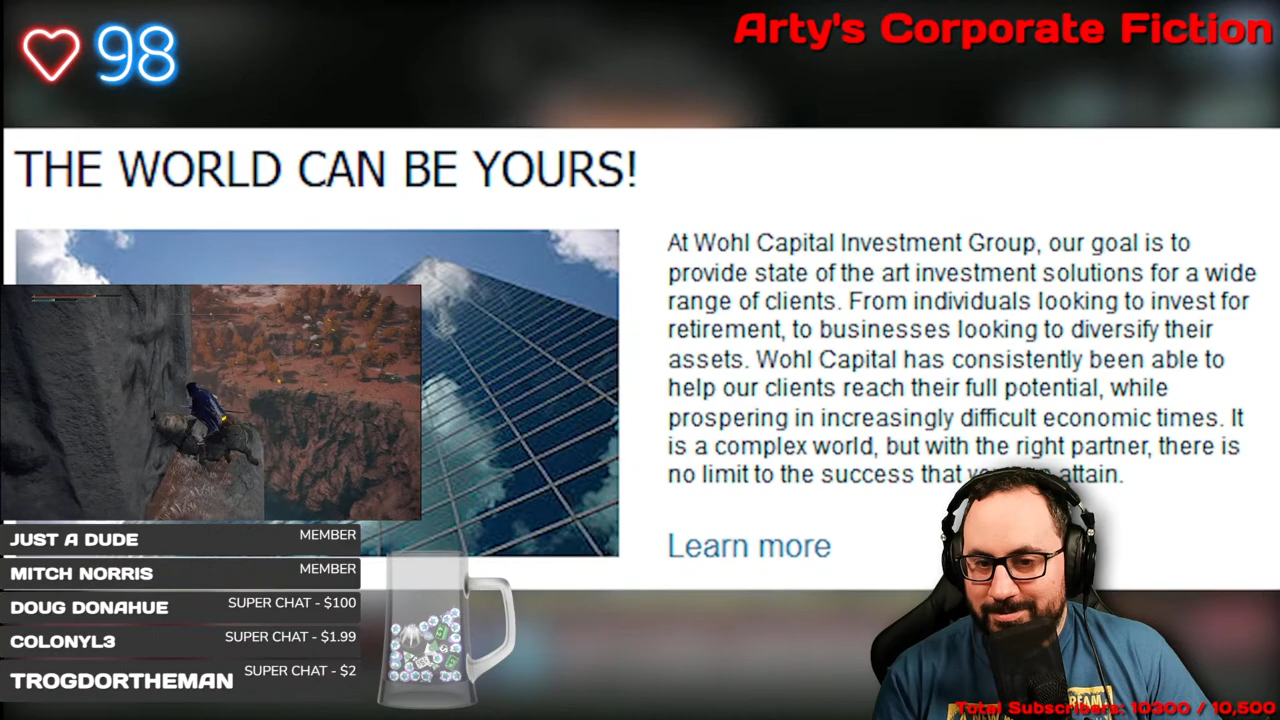 98
Arty's Corporate Fiction
THE WORLD CAN BE YOURS!
At Wohl Capital Investment Group, our goal is to
provide state of the art investment solutions for a wide
range of clients. From individuals looking to invest for
retirement, to businesses looking to diversify their
assets. Wohl Capital has consistently been able to
help our clients reach their full potential, while
prospering in increasingly difficult economic times. It
is a complex world, but with the right partner, there is
no limit to the success that attain.
Learn more
JUST A DUDE MEMBER
MITCH NORRIS MEMBER
DOUG DONAHUE SUPER CHAT - $100
COLONYL3 SUPER CHAT - $1.99
TROGDORTHEMAN SUPER CHAT - $2
Total Subscribers: 10300 / 10,500